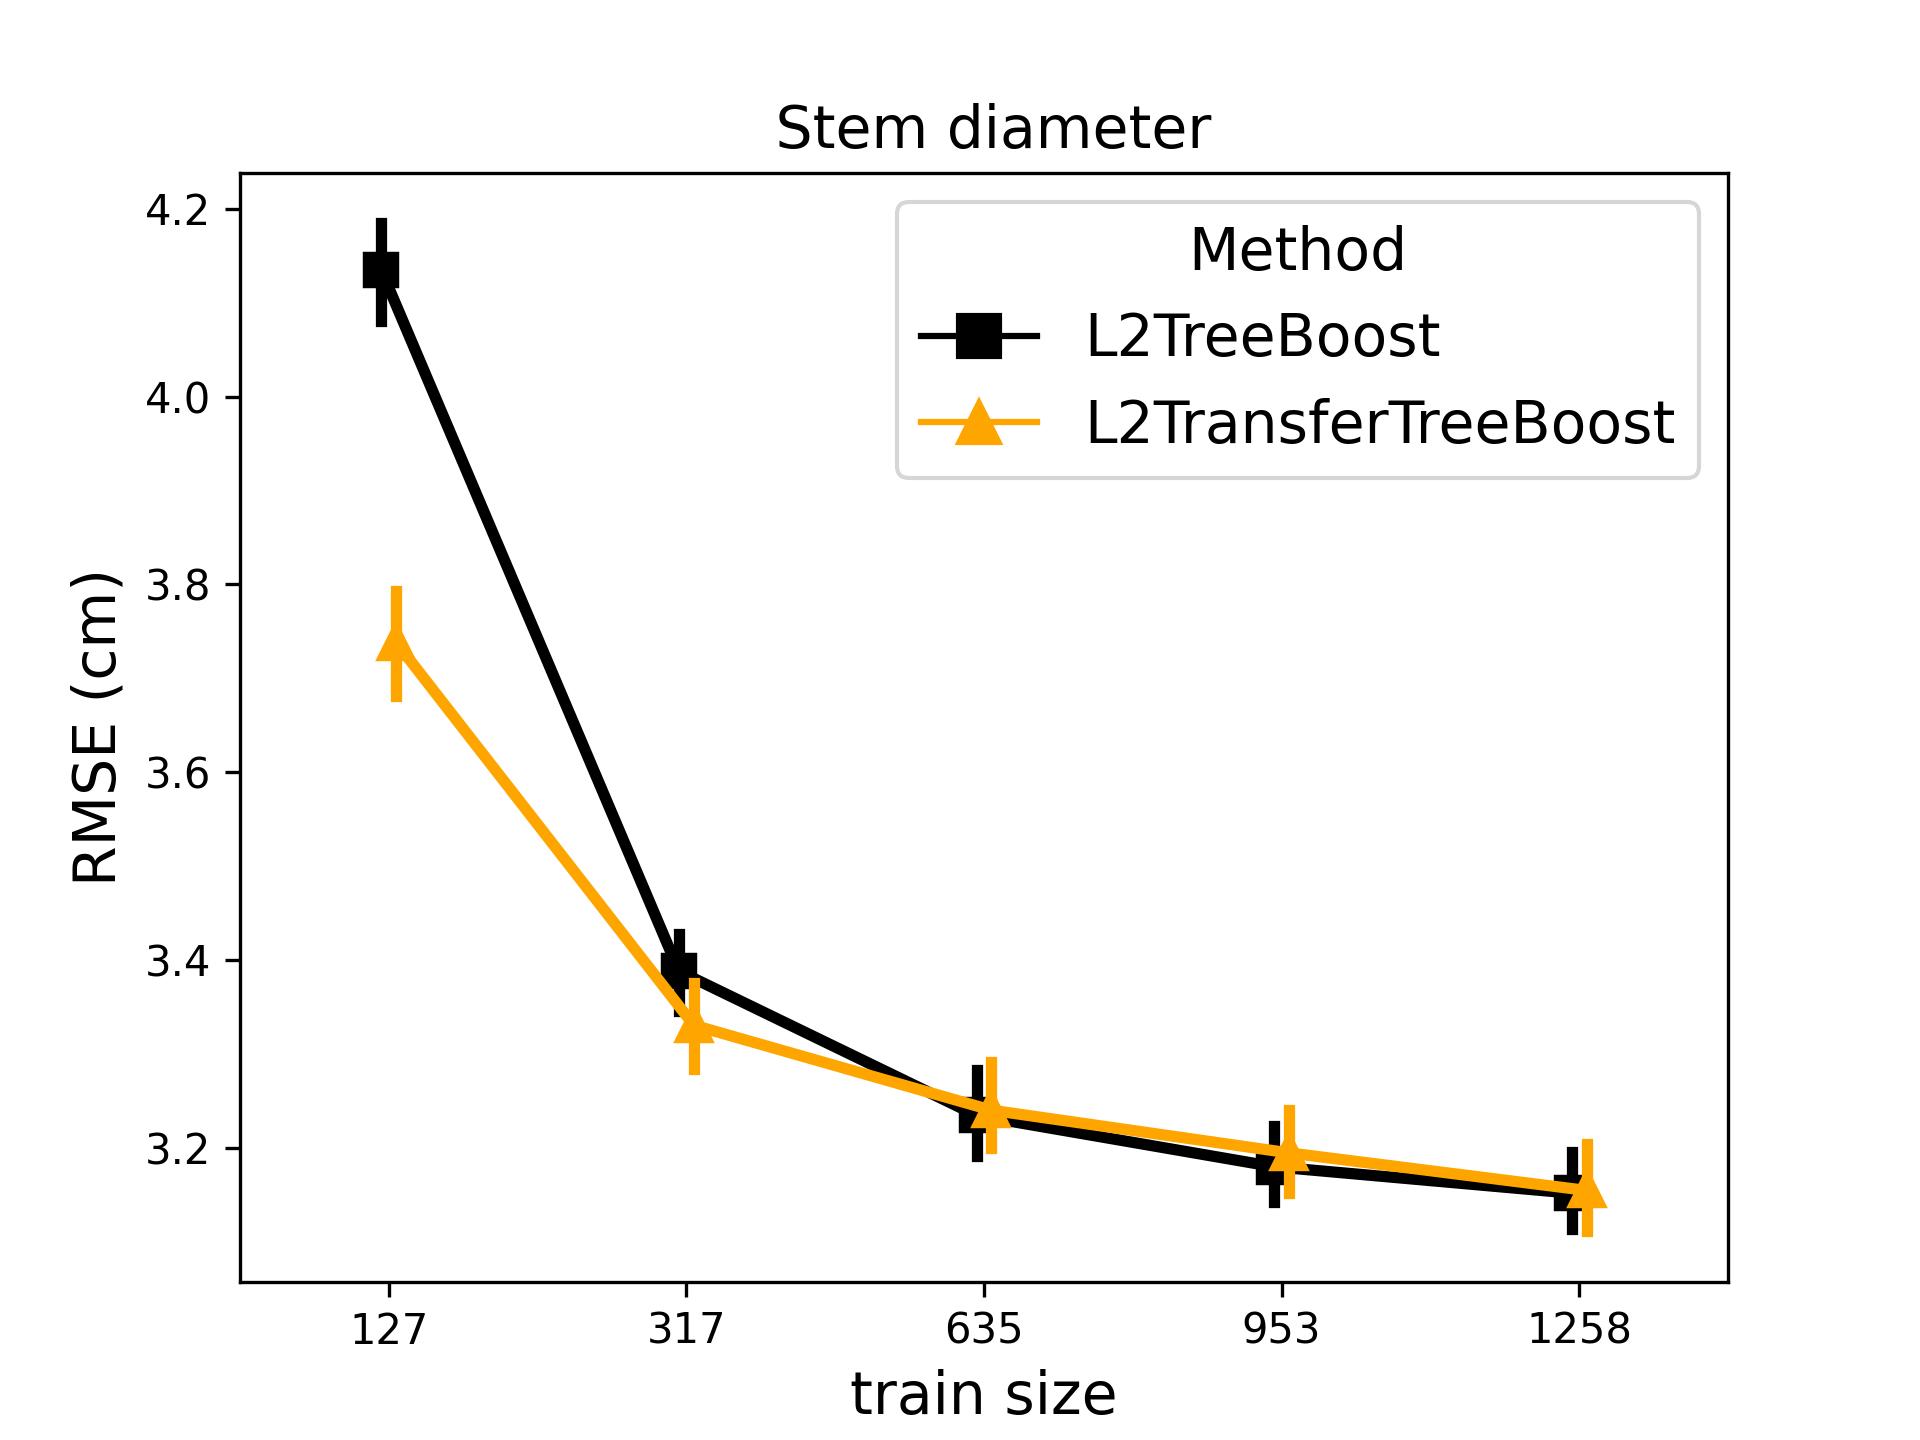 Stem diameter
4.2
4.0
3.8
3.6
3.4
3.2
RMSE (cm)
Method
L2TreeBoost
L2TransferTreeBoost
127 317 635 953 1258
train size